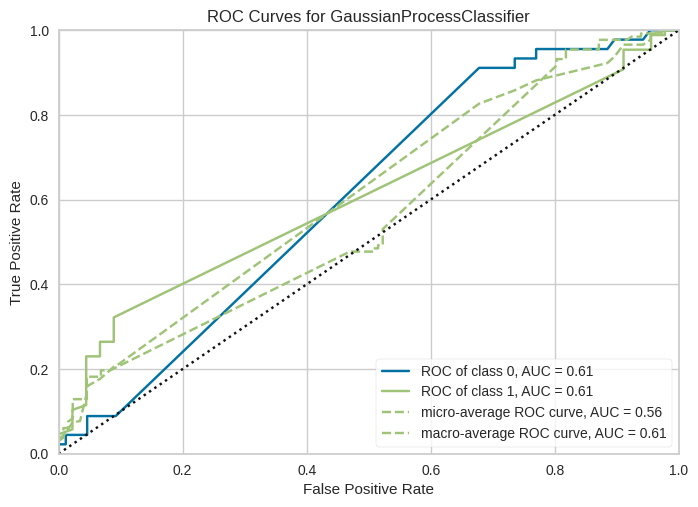 ROC Curves for GaussianProcessClassifier
1.0
0.8
0.6
0.4
0.2
0.0
True Positive Rate
ROC of class 0, AUC = 0.61
ROC of class 1, AUC = 0.61
micro-average ROC curve, AUC = 0.56
macro-average ROC curve, AUC = 0.61
0.0 0.2 0.4 0.6 0.8 1.0
False Positive Rate